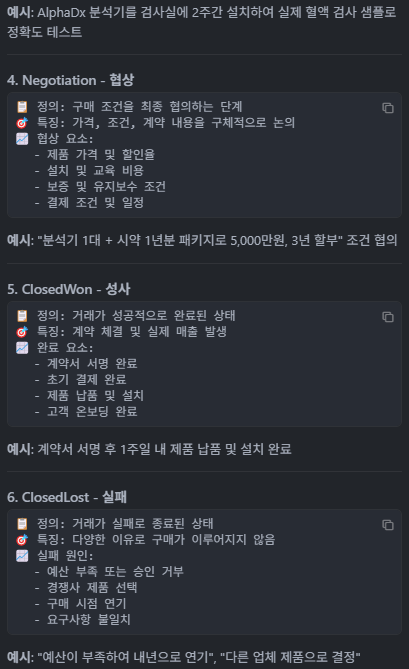 예시: AlphaDx 분석기를 검사실에 2주간 설치하여 실제 혈액 검사 샘플로
정확도 테스트
4. Negotiation - 협상
📋 정의: 구매 조건을 최종 협의하는 단계
🎯 특징: 가격, 조건, 계약 내용을 구체적으로 논의
📈 협상 요소:
- 제품 가격 및 할인율
- 설치 및 교육 비용
- 보증 및 유지보수 조건
- 결제 조건 및 일정
예시: "분석기 1대 + 시약 1년분 패키지로 5,000만원, 3년 할부" 조건 협의
5. ClosedWon - 성사
📋 정의: 거래가 성공적으로 완료된 상태
🎯 특징: 계약 체결 및 실제 매출 발생
📈 완료 요소:
- 계약서 서명 완료
- 초기 결제 완료
- 제품 납품 및 설치
- 고객 온보딩 완료
예시: 계약서 서명 후 1주일 내 제품 납품 및 설치 완료
6. ClosedLost - 실패
📋 정의: 거래가 실패로 종료된 상태
🎯 특징: 다양한 이유로 구매가 이루어지지 않음
📈 실패 원인:
- 예산 부족 또는 승인 거부
- 경쟁사 제품 선택
- 구매 시점 연기
- 요구사항 불일치
예시: "예산이 부족하여 내년으로 연기", "다른 업체 제품으로 결정"